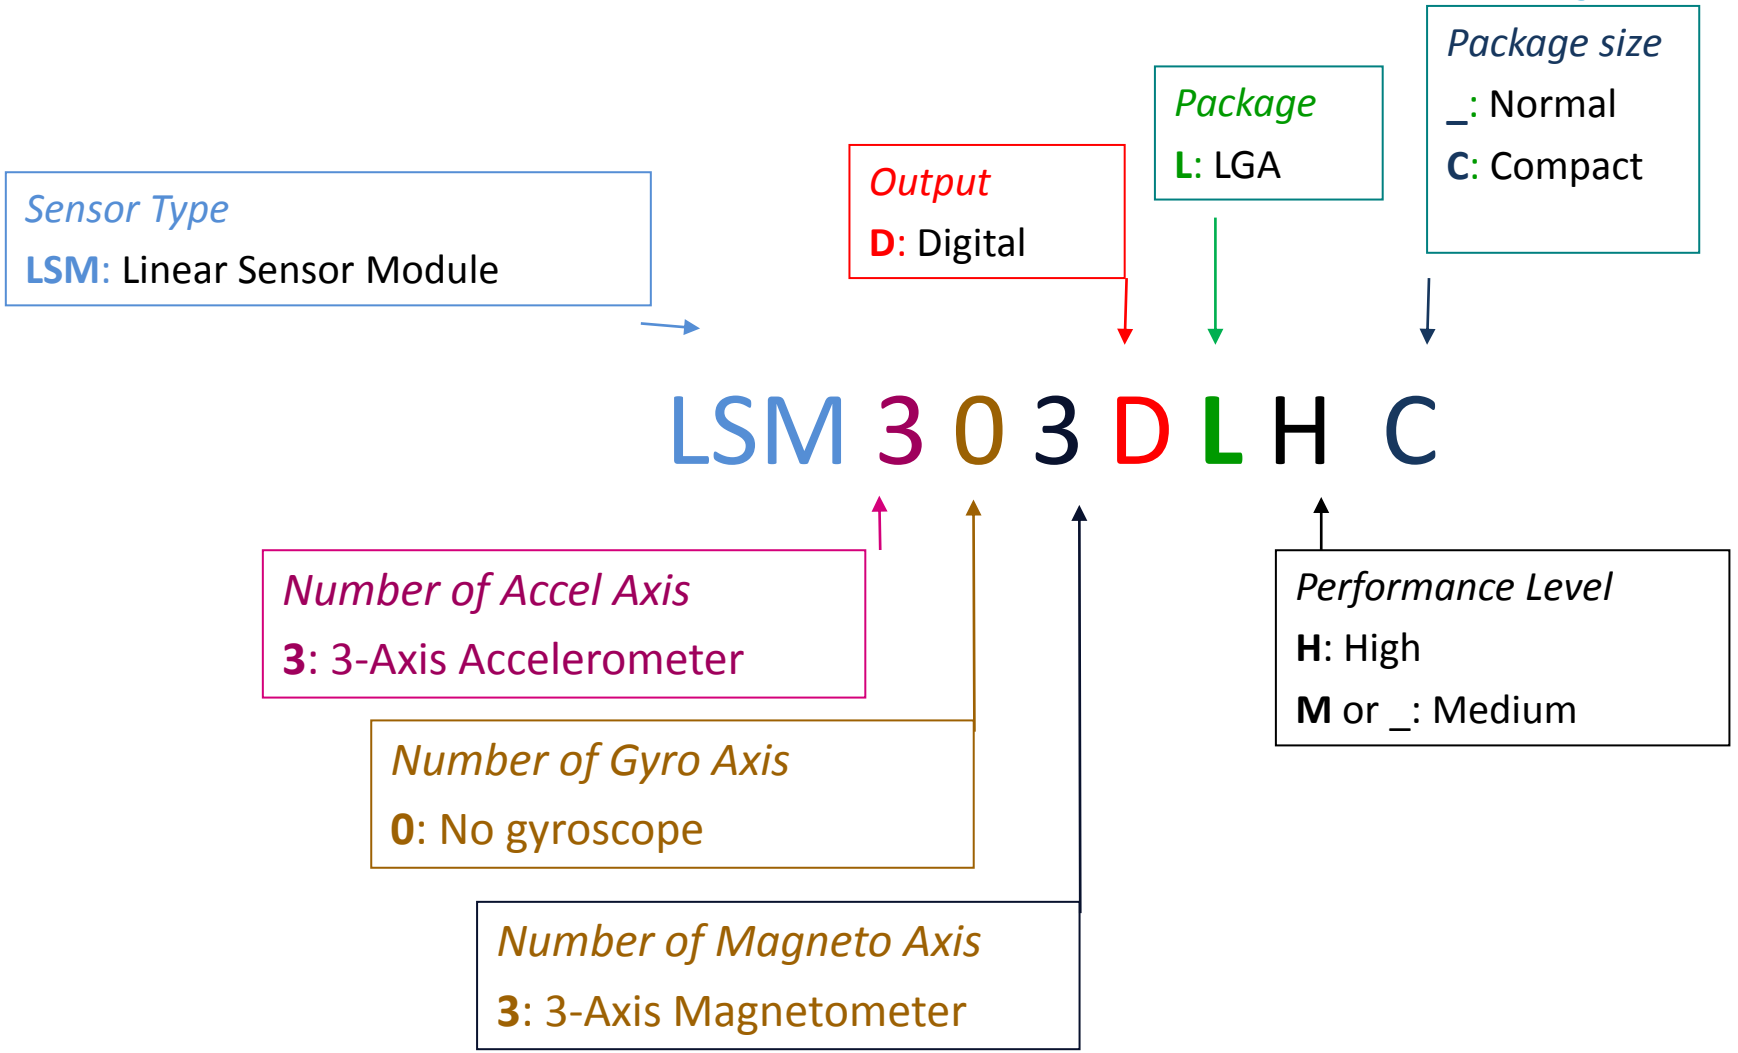 Package size
_: Normal
C: Compact
Package
L: LGA
Output
D: Digital
Sensor Type
LSM: Linear Sensor Module
LSM 3 0 3 D L H C
Number of Accel Axis
3: 3-Axis Accelerometer
Number of Gyro Axis
0: No gyroscope
Number of Magneto Axis
3: 3-Axis Magnetometer
Performance Level
H: High
M or _: Medium